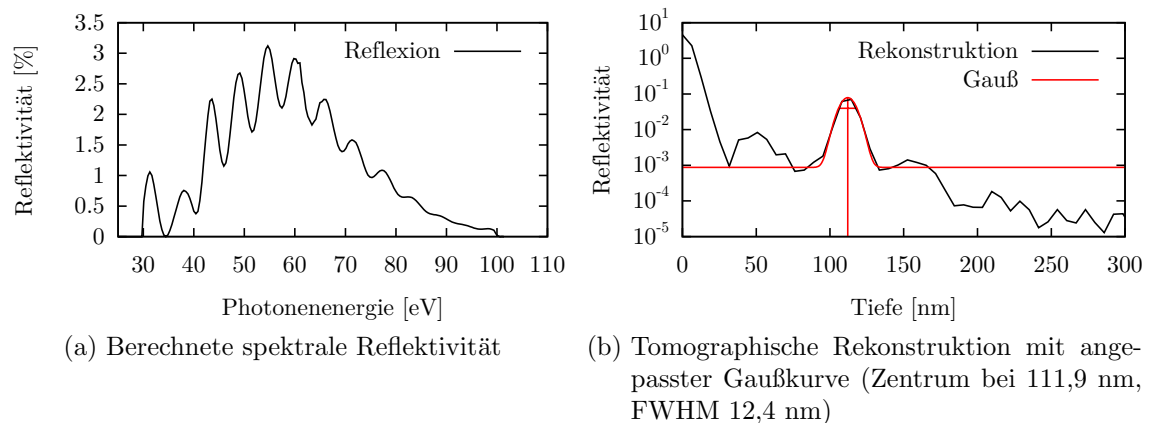 3.5
3
2.5
2
1.5
1
0.5
0
Reflektivität [%]
Reflexion
30 40 50 60 70 80 90 100 110
Photonenenergie [eV]
(a) Berechnete spektrale Reflektivität
10^1
10^0
10^-1
10^-2
10^-3
10^-4
10^-5
Reflektivität
Rekonstruktion
Gauß
0 50 100 150 200 250 300
Tiefe [nm]
(b) Tomographische Rekonstruktion mit ange-
passter Gaußkurve (Zentrum bei 111,9 nm,
FWHM 12,4 nm)